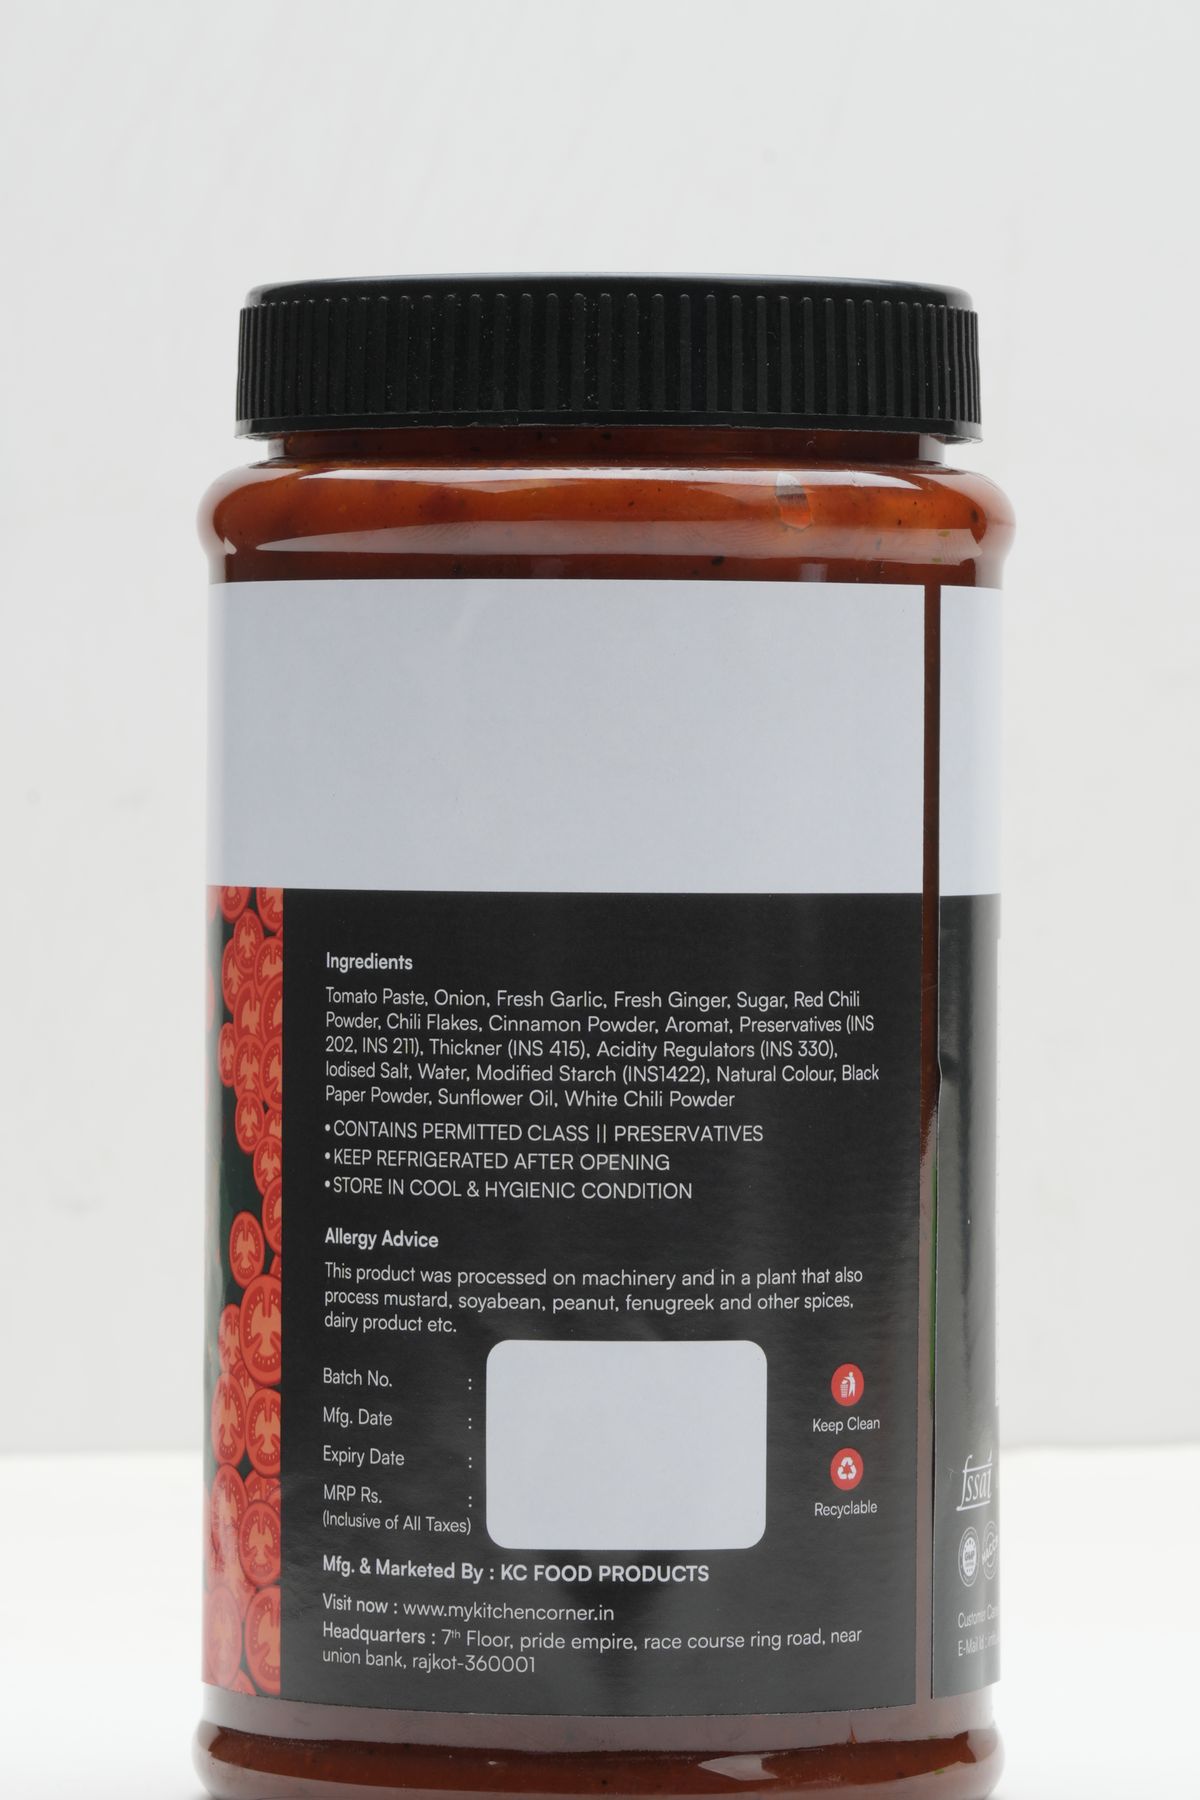 Ingredients
Tomato Paste, Onion, Fresh Garlic, Fresh Ginger, Sugar, Red Chili
Powder, Chili Flakes, Cinnamon Powder, Aromat, Preservatives (INS
202, INS 211), Thickner (INS 415), Acidity Regulators (INS 330),
Iodised Salt, Water, Modified Starch (INS1422), Natural Colour, Black
Paper Powder, Sunflower Oil, White Chili Powder
•CONTAINS PERMITTED CLASS || PRESERVATIVES
•KEEP REFRIGERATED AFTER OPENING
•STORE IN COOL & HYGIENIC CONDITION
Allergy Advice
This product was processed on machinery and in a plant that also
process mustard, soyabean, peanut, fenugreek and other spices,
dairy product etc.
Batch No. :
Mfg. Date :
Expiry Date :
MRP Rs. :
(Inclusive of All Taxes)
Keep Clean
Recyclable
Mfg. & Marketed By : KC FOOD PRODUCTS
Visit now : www.mykitchencorner.in
Headquarters : 7th Floor, pride empire, race course ring road, near
union bank, rajkot-360001
fssai
Customer
E-Mail Id :